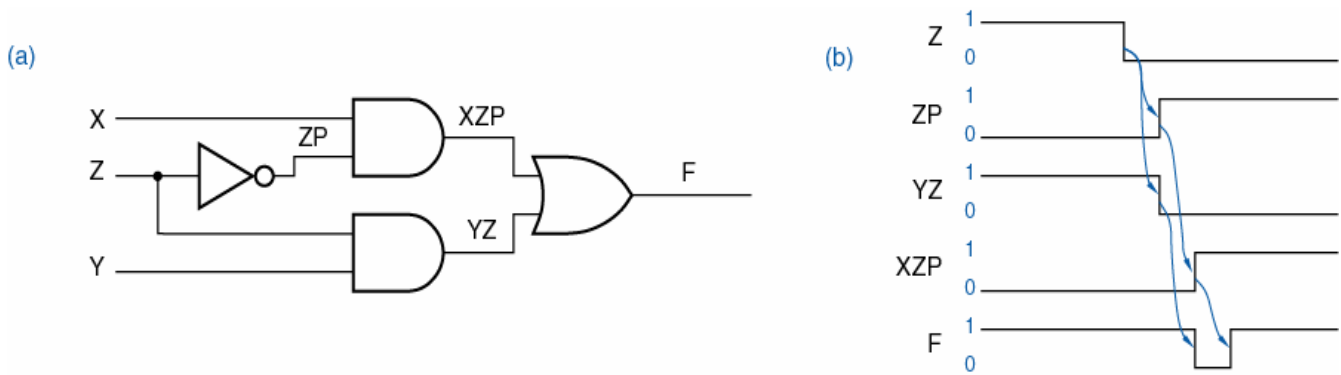 (a)
X
Z
Y
ZP
XZP
YZ
F
(b)
Z 1 0
ZP 1 0
YZ 1 0
XZP 1 0
F 1 0